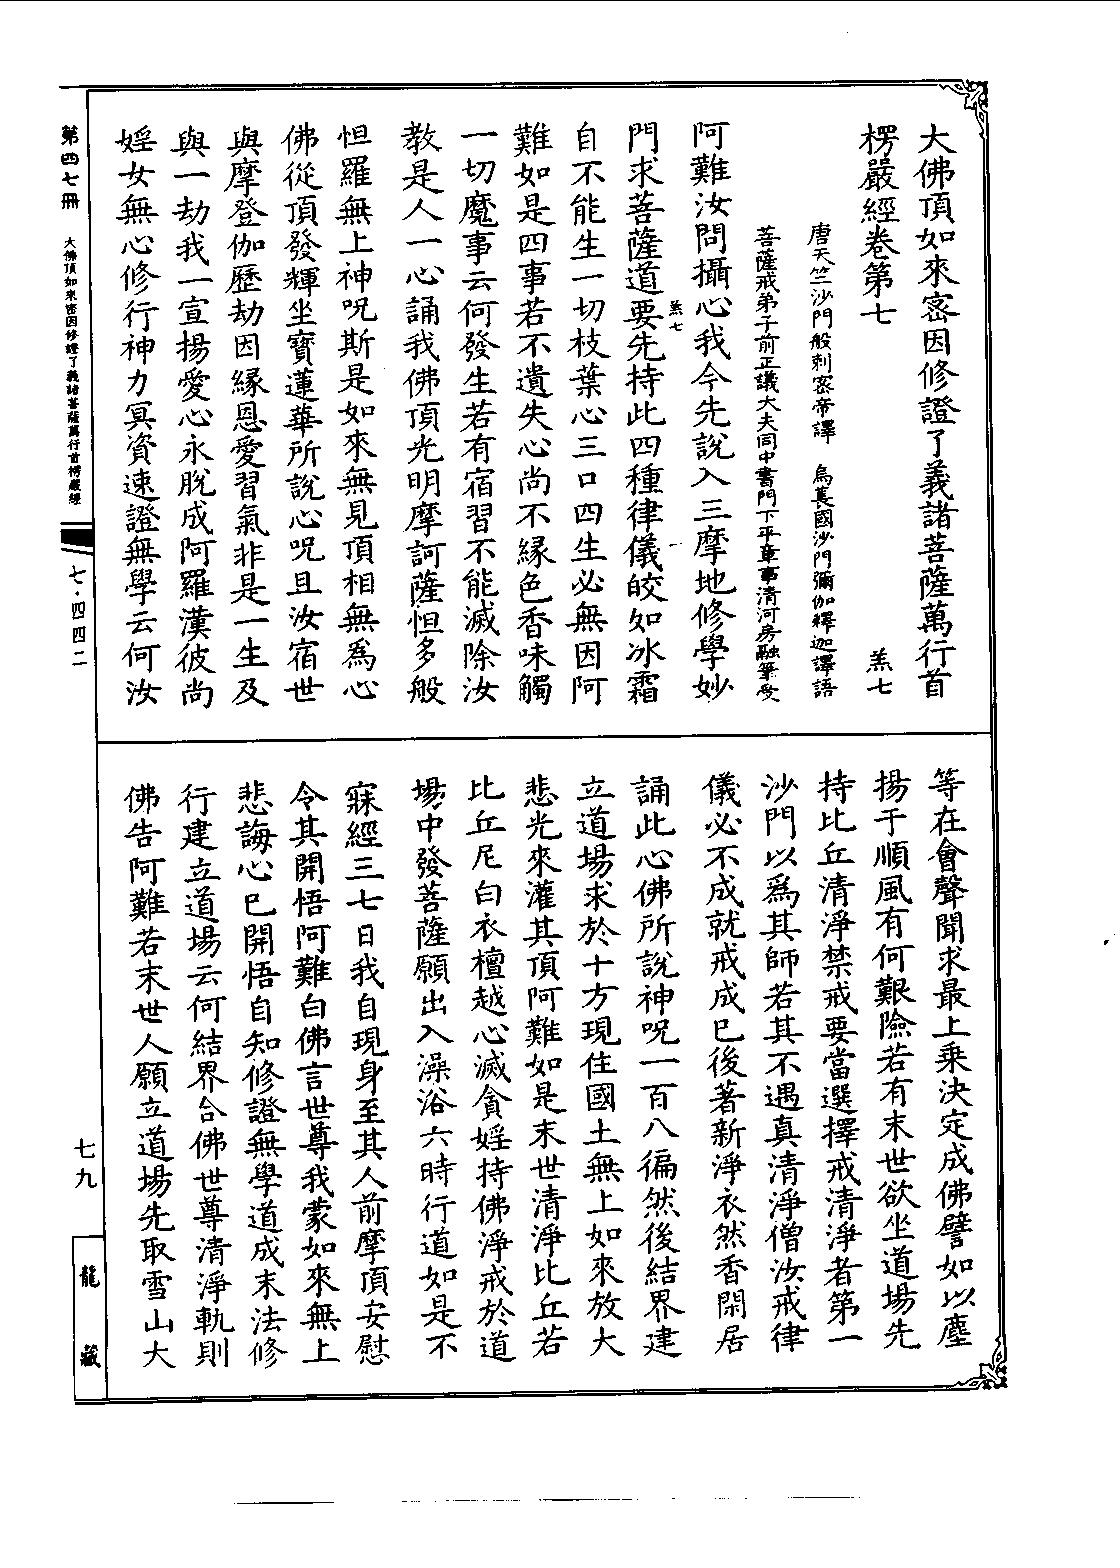 大佛頂如來密因修證了義諸菩薩萬行首
楞嚴經卷第七 羔七
唐天竺沙門般剌密帝譯 烏萇國沙門彌伽釋迦譯語
菩薩戒弟子前正議大夫同中書門下平章事清河房融筆受
阿難汝問攝心我今先說入三摩地修學妙
門求菩薩道要先持此四種律儀皎如冰霜
羔七 一
自不能生一切枝葉心三口四生必無因阿
難如是四事若不遺失心尚不緣色香味觸
一切魔事云何發生若有宿習不能滅除汝
教是人一心誦我佛頂光明摩訶薩怛多般
怛羅無上神呪斯是如來無見頂相無為心
佛從頂發輝坐寶蓮華所說心呪且汝宿世
與摩登伽歷劫因緣恩愛習氣非是一生及
與一劫我一宣揚愛心永脫成阿羅漢彼尚
婬女無心修行神力冥資速證無學云何汝
等在會聲聞求最上乘決定成佛譬如以塵
揚于順風有何艱險若有末世欲坐道場先
持比丘清淨禁戒要當選擇戒清淨者第一
沙門以為其師若其不遇真清淨僧汝戒律
儀必不成就戒成已後著新淨衣然香閑居
誦此心佛所說神呪一百八徧然後結界建
立道場求於十方現住國土無上如來放大
悲光來灌其頂阿難如是末世清淨比丘若
比丘尼白衣檀越心滅貪婬持佛淨戒於道
場中發菩薩願出入澡浴六時行道如是不
寐經三七日我自現身至其人前摩頂安慰
令其開悟阿難白佛言世尊我蒙如來無上
悲誨心已開悟自知修證無學道成末法修
行建立道場云何結界合佛世尊清淨軌則
佛告阿難若末世人願立道場先取雪山大
第四七冊 大佛頂如來密因修證了義諸菩薩萬行首楞嚴經 七·四四二
七九
龍藏